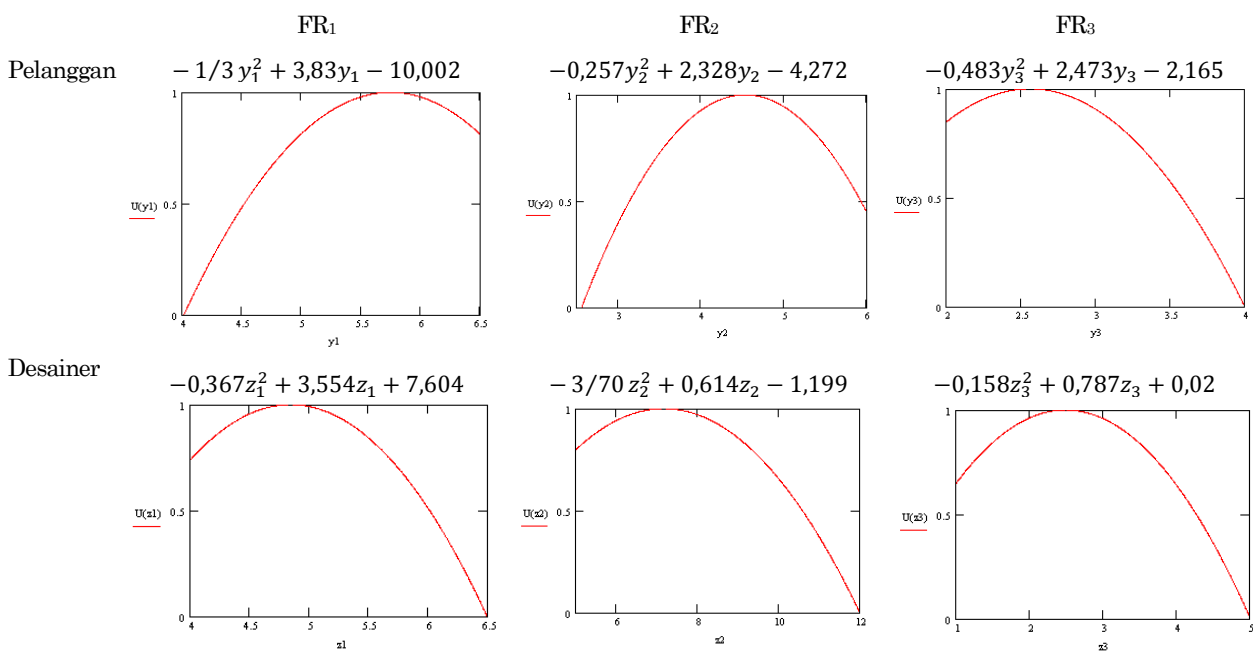 FR₁ FR₂ FR₃
Pelanggan
− 1/3 y₁² + 3,83y₁ − 10,002
−0,257y₂² + 2,328y₂ − 4,272
−0,483y₃² + 2,473y₃ − 2,165
1
U(y1) 0.5
0
4 4.5 5 5.5 6 6.5
y1
1
U(y2) 0.5
0
3 4 5 6
y2
1
U(y3) 0.5
0
2 2.5 3 3.5 4
y3
Desainer
−0,367z₁² + 3,554z₁ + 7,604
− 3/70 z₂² + 0,614z₂ − 1,199
−0,158z₃² + 0,787z₃ + 0,02
1
U(z1) 0.5
0
4 4.5 5 5.5 6 6.5
z1
1
U(z2) 0.5
0
6 8 10 12
z2
1
U(z3) 0.5
0
1 2 3 4 5
z3